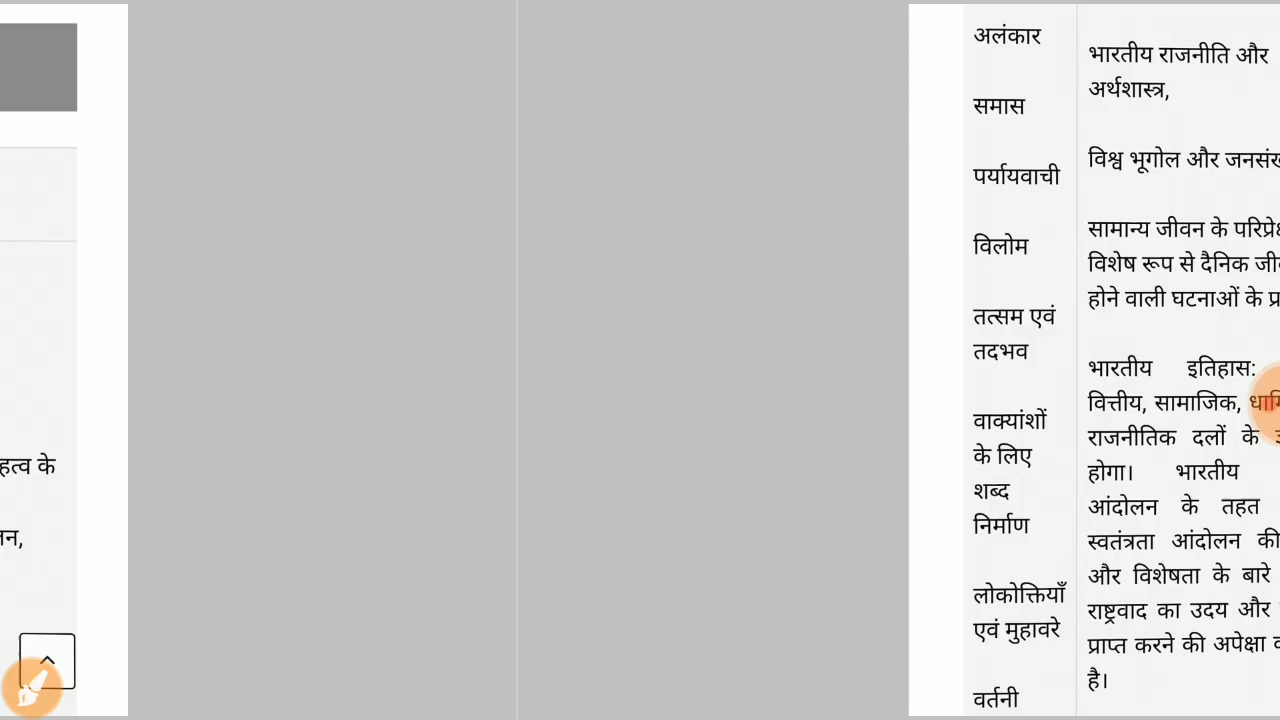 हत्व के
अलंकार
समास
पर्यायवाची
विलोम
तत्सम एवं
तदभव
वाक्यांशों
के लिए
शब्द
निर्माण
लोकोक्तियाँ
एवं मुहावरे
वर्तनी
भारतीय राजनीति और
अर्थशास्त्र,
विश्व भूगोल और
सामान्य जीवन के
विशेष रूप से दैनिक
होने वाली घटनाओं के
भारतीय इतिहास:
वित्तीय, सामाजिक,
राजनीतिक दलों के
होगा। भारतीय
आंदोलन के तहत
स्वतंत्रता आंदोलन की
और विशेषता के बारे
राष्ट्रवाद का उदय और
प्राप्त करने की अपेक्षा
है।